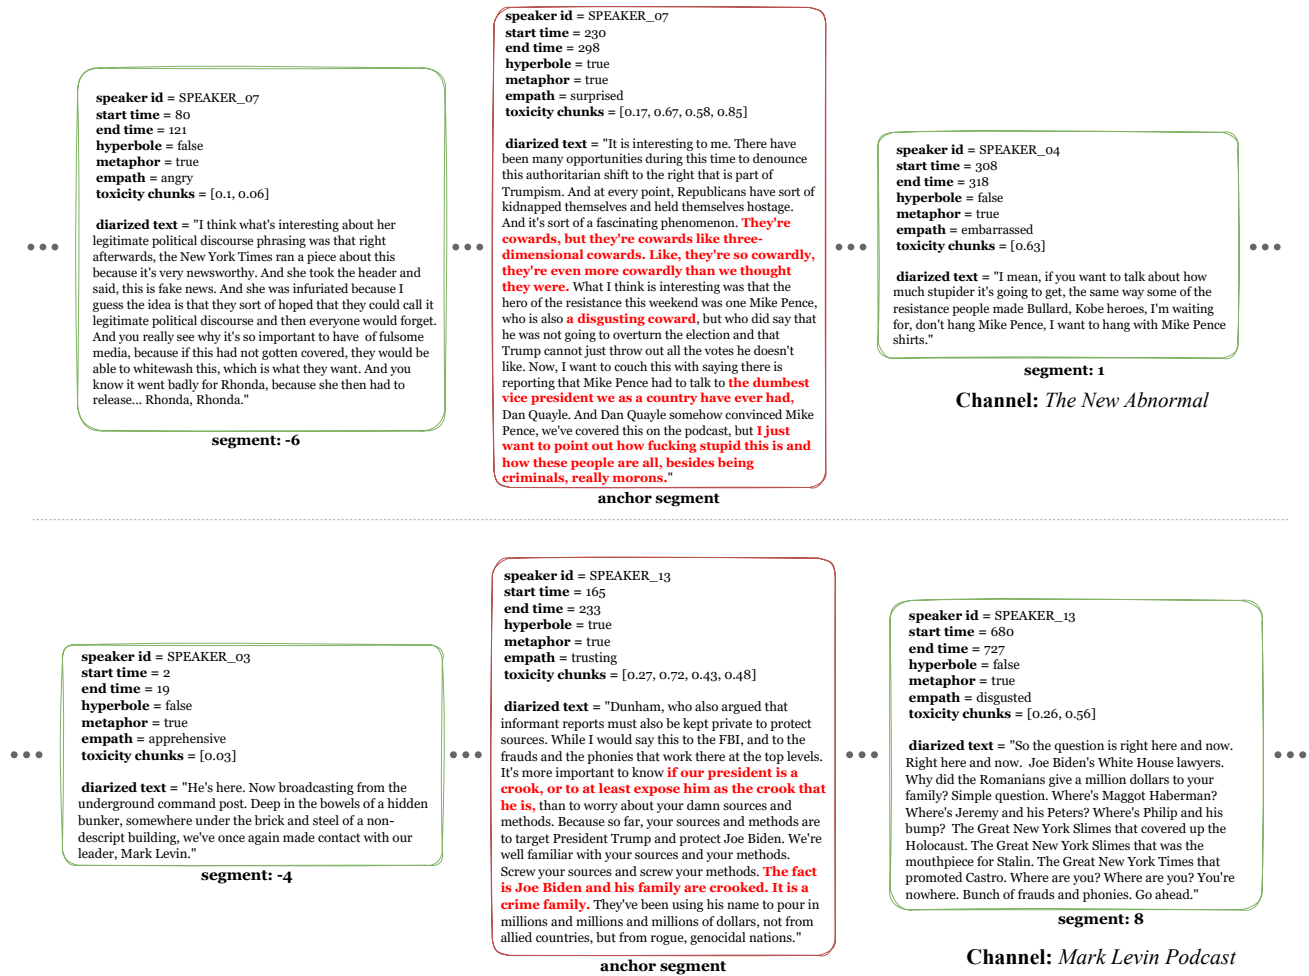 speaker id = SPEAKER_07
start time = 80
end time = 121
hyperbole = false
metaphor = true
empath = angry
toxicity chunks = [0.1, 0.06]
diarized text = "I think what's interesting about her
legitimate political discourse phrasing was that right
afterwards, the New York Times ran a piece about this
because it's very newsworthy. And she took the header and
said, this is fake news. And she was infuriated because I
guess the idea is that they sort of hoped that they could call it
legitimate political discourse and then everyone would forget.
And you really see why it's so important to have of fulsome
media, because if this had not gotten covered, they would be
able to whitewash this, which is what they want. And you
know it went badly for Rhonda, because she then had to
release... Rhonda, Rhonda."
segment: -6
speaker id = SPEAKER_07
start time = 230
end time = 298
hyperbole = true
metaphor = true
empath = surprised
toxicity chunks = [0.17, 0.67, 0.58, 0.85]
diarized text = "It is interesting to me. There have
been many opportunities during this time to denounce
this authoritarian shift to the right that is part of
Trumpism. And at every point, Republicans have sort of
kidnapped themselves and held themselves hostage.
And it's sort of a fascinating phenomenon. They're
cowards, but they're cowards like three-
dimensional cowards. Like, they're so cowardly,
they're even more cowardly than we thought
they were. What I think is interesting was that the
hero of the resistance this weekend was one Mike Pence,
who is also a disgusting coward, but who did say that
he was not going to overturn the election and that
Trump cannot just throw out all the votes he doesn't
like. Now, I want to couch this with saying there is
reporting that Mike Pence had to talk to the dumbest
vice president we as a country have ever had,
Dan Quayle. And Dan Quayle somehow convinced Mike
Pence, we've covered this on the podcast, but I just
want to point out how fucking stupid this is and
how these people are all, besides being
criminals, really morons."
anchor segment
speaker id = SPEAKER_04
start time = 308
end time = 318
hyperbole = false
metaphor = true
empath = embarrassed
toxicity chunks = [0.63]
diarized text = "I mean, if you want to talk about how
much stupider it's going to get, the same way some of the
resistance people made Bullard, Kobe heroes, I'm waiting
for, don't hang Mike Pence, I want to hang with Mike Pence
shirts."
segment: 1
Channel: The New Abnormal
speaker id = SPEAKER_03
start time = 2
end time = 19
hyperbole = false
metaphor = true
empath = apprehensive
toxicity chunks = [0.03]
diarized text = "He's here. Now broadcasting from the
underground command post. Deep in the bowels of a hidden
bunker, somewhere under the brick and steel of a non-
descript building, we've once again made contact with our
leader, Mark Levin."
segment: -4
speaker id = SPEAKER_13
start time = 165
end time = 233
hyperbole = true
metaphor = true
empath = trusting
toxicity chunks = [0.27, 0.72, 0.43, 0.48]
diarized text = "Dunham, who also argued that
informant reports must also be kept private to protect
sources. While I would say this to the FBI, and to the
frauds and the phonies that work there at the top levels.
It's more important to know if our president is a
crook, or to at least expose him as the crook that
he is, than to worry about your damn sources and
methods. Because so far, your sources and methods are
to target President Trump and protect Joe Biden. We're
well familiar with your sources and your methods.
Screw your sources and screw your methods. The fact
is Joe Biden and his family are crooked. It is a
crime family. They've been using his name to pour in
millions and millions and millions of dollars, not from
allied countries, but from rogue, genocidal nations."
anchor segment
speaker id = SPEAKER_13
start time = 680
end time = 727
hyperbole = false
metaphor = true
empath = disgusted
toxicity chunks = [0.26, 0.56]
diarized text = "So the question is right here and now.
Right here and now. Joe Biden's White House lawyers.
Why did the Romanians give a million dollars to your
family? Simple question. Where's Maggot Haberman?
Where's Jeremy and his Peters? Where's Philip and his
bump? The Great New York Slimes that covered up the
Holocaust. The Great New York Slimes that was the
mouthpiece for Stalin. The Great New York Times that
promoted Castro. Where are you? Where are you? You're
nowhere. Bunch of frauds and phonies. Go ahead."
segment: 8
Channel: Mark Levin Podcast